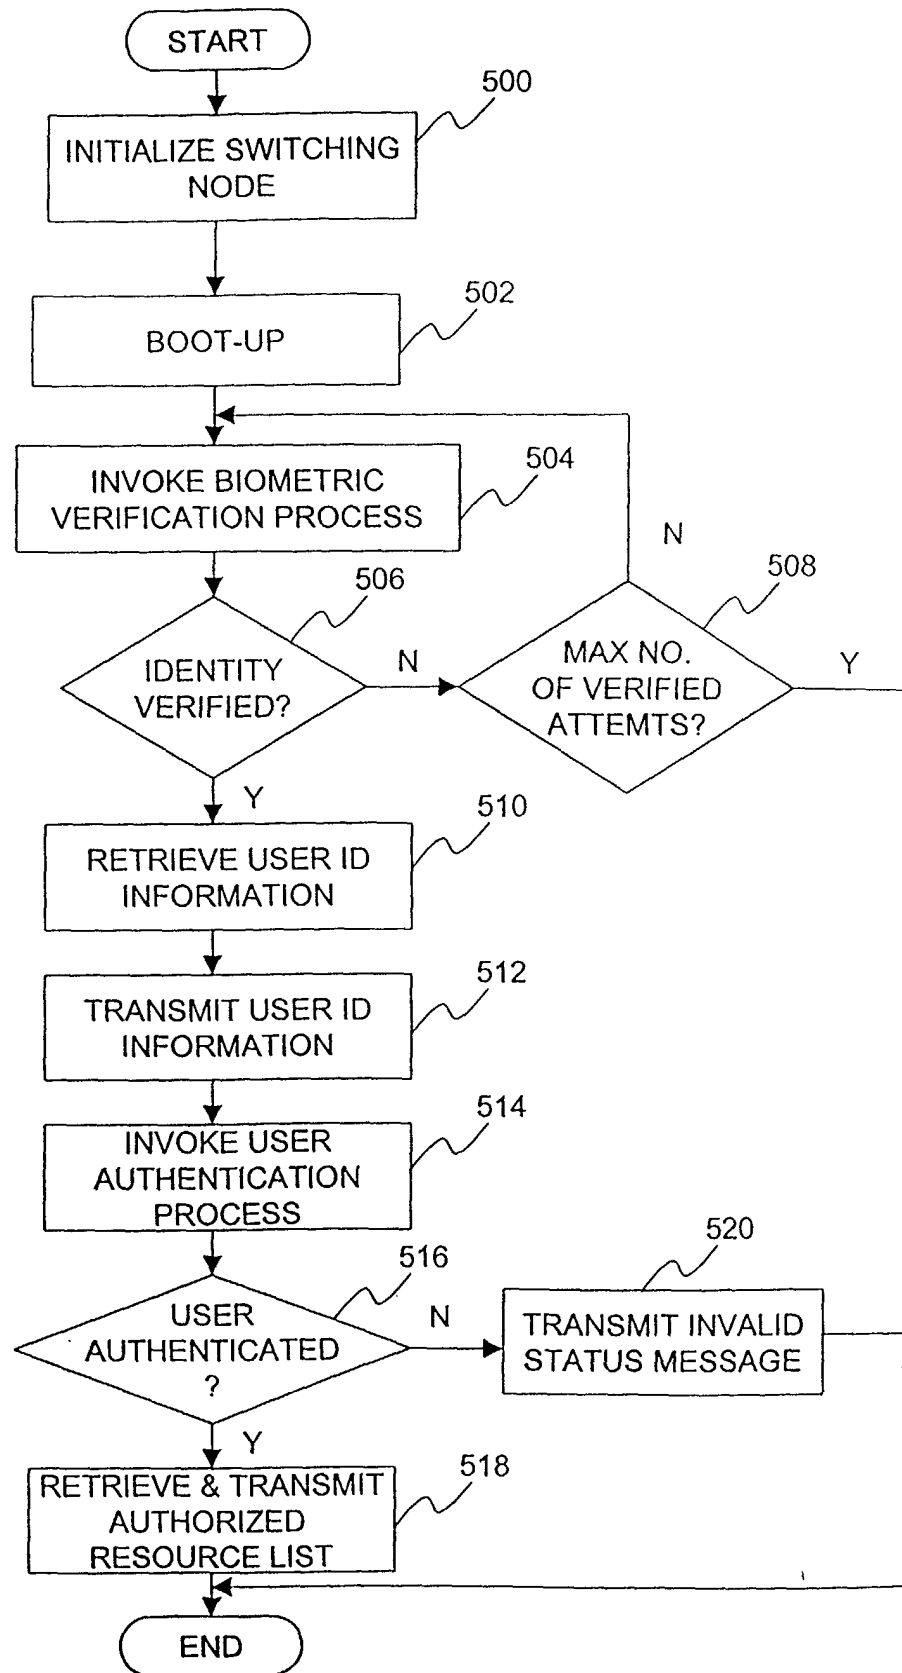 START
500
INITIALIZE SWITCHING
NODE
502
BOOT-UP
INVOKE BIOMETRIC
VERIFICATION PROCESS
504
N
506
508
IDENTITY
VERIFIED?
N
MAX NO.
OF VERIFIED
ATTEMTS?
Y
Y
510
RETRIEVE USER ID
INFORMATION
512
TRANSMIT USER ID
INFORMATION
514
INVOKE USER
AUTHENTICATION
PROCESS
516
520
USER
AUTHENTICATED
?
N
TRANSMIT INVALID
STATUS MESSAGE
Y
518
RETRIEVE & TRANSMIT
AUTHORIZED
RESOURCE LIST
END